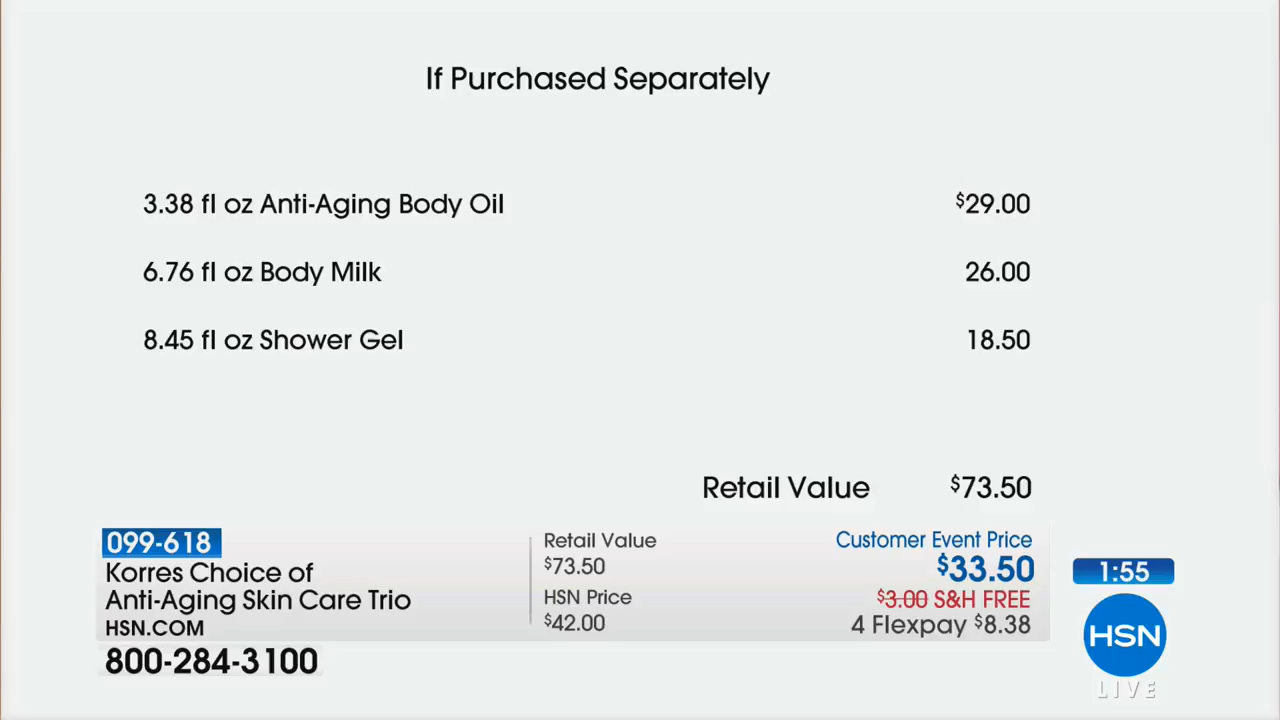 If Purchased Separately
3.38 fl oz Anti-Aging Body Oil $29.00
6.76 fl oz Body Milk 26.00
8.45 fl oz Shower Gel 18.50
Retail Value $73.50
099-618
Korres Choice of
Anti-Aging Skin Care Trio
HSN.COM
800-284-3100
Retail Value
$73.50
HSN Price
$42.00
Customer Event Price
$33.50
$3.00 S&H FREE
4 Flexpay $8.38
1:55
HSN
LIVE